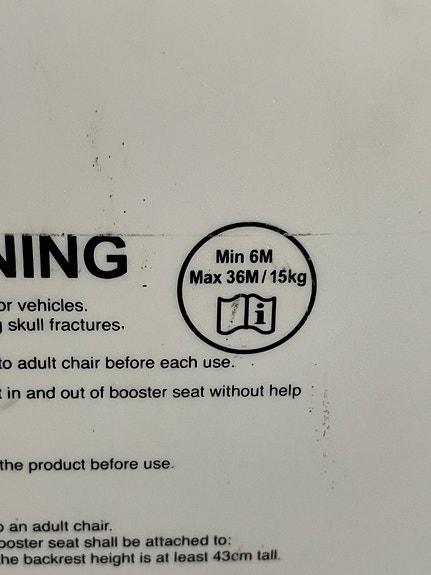 NING
Min 6M
Max 36M/15kg
i
or vehicles.
skull fractures.
to adult chair before each use.
t in and out of booster seat without help
the product before use.
o an adult chair.
ooster seat shall be attached to:
he backrest height is at least 43cm tall.